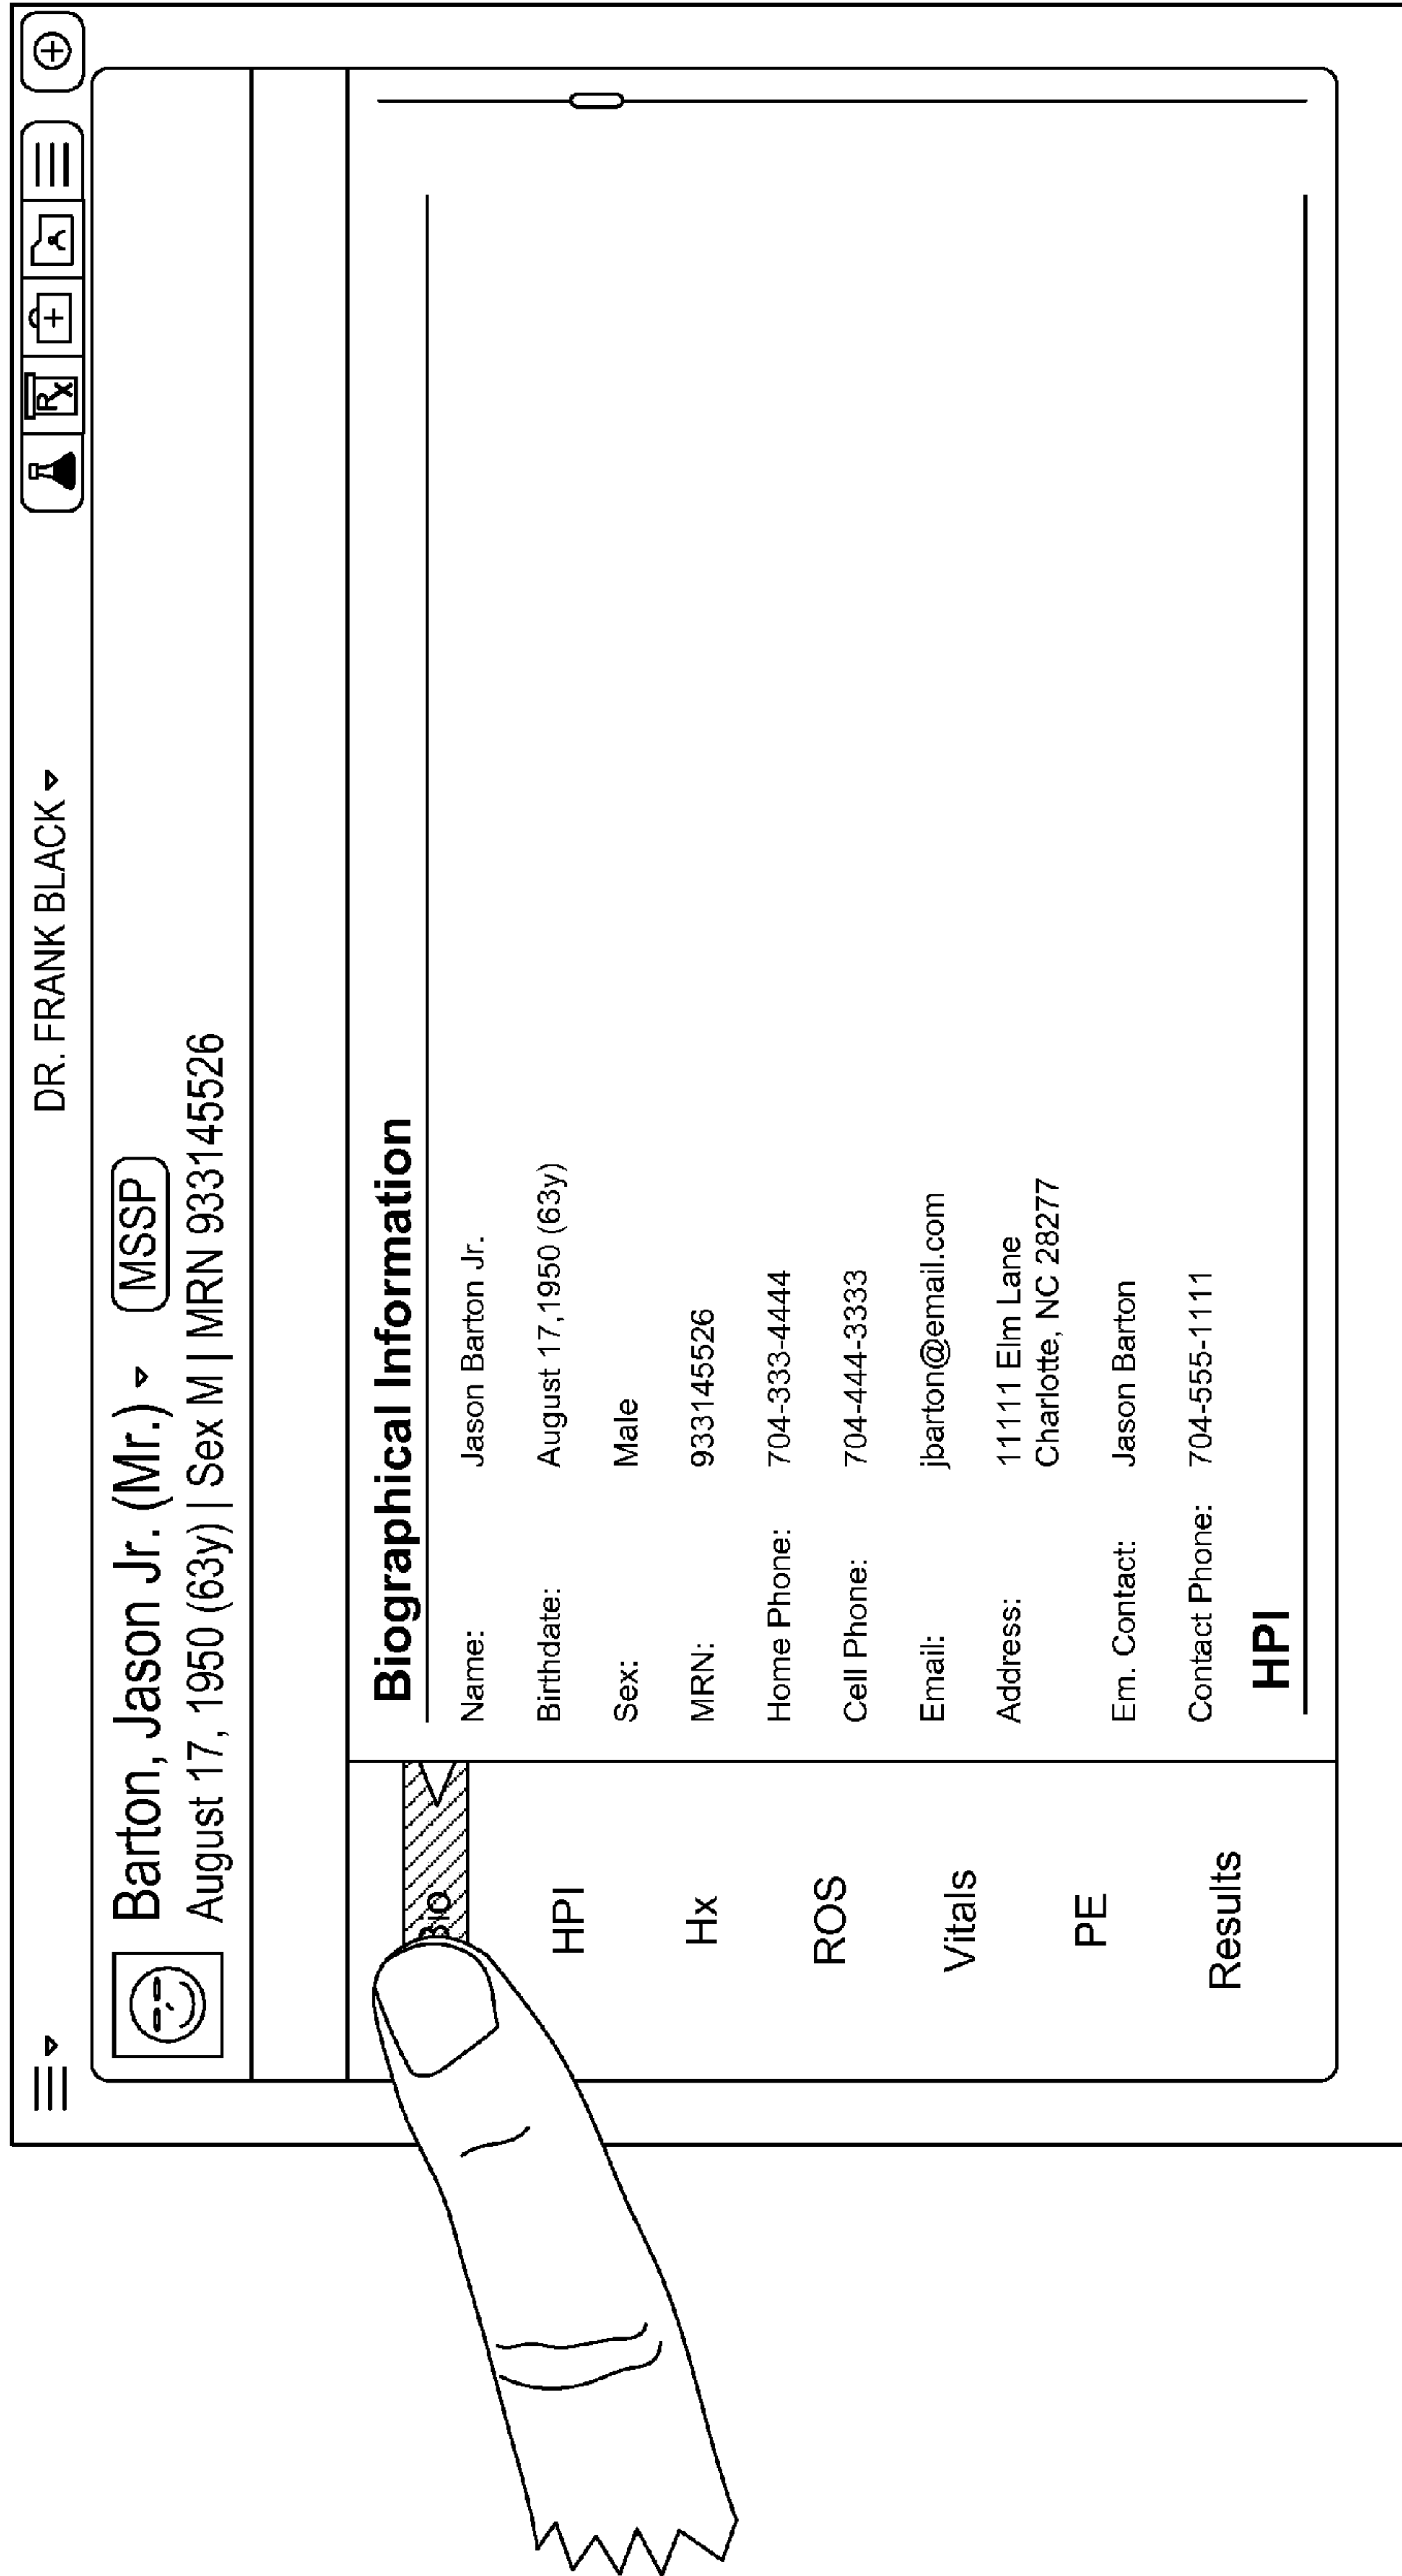 DR. FRANK BLACK
Rx
Barton, Jason Jr. (Mr.) MSSP
August 17, 1950 (63y) | Sex M | MRN 933145526
Bio
HPI
Hx
ROS
Vitals
PE
Results
Biographical Information
Name: Jason Barton Jr.
Birthdate: August 17,1950 (63y)
Sex: Male
MRN: 933145526
Home Phone: 704-333-4444
Cell Phone: 704-444-3333
Email: jbarton@email.com
Address: 11111 Elm Lane
Charlotte, NC 28277
Em. Contact: Jason Barton
Contact Phone: 704-555-1111
HPI